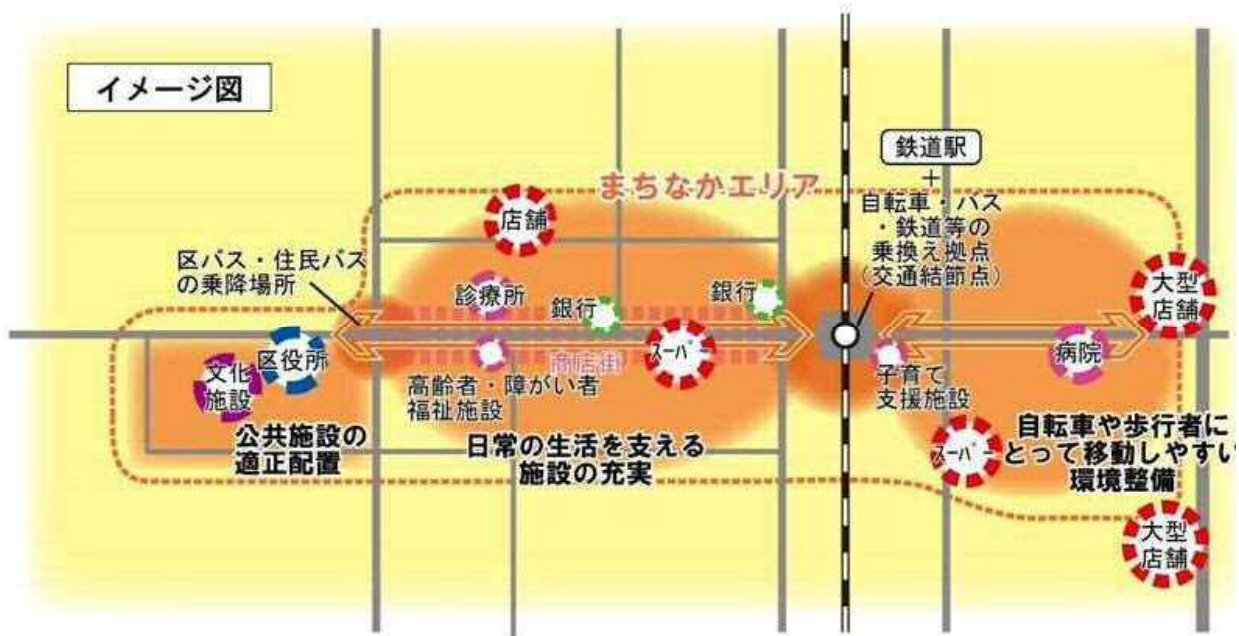 イメージ図
鉄道駅
+
自転車・バス
・鉄道等の
乗換え拠点
(交通結節点)
まちなかエリア
店舗
区バス・住民バス
の乗降場所
診療所
銀行
銀行
大型
店舗
区役所
文化
施設
商店街
スーパー
高齢者・障がい者
福祉施設
子育て
支援施設
病院
公共施設の
適正配置
日常の生活を支える
施設の充実
スーパー
自転車や歩行者に
とって移動しやすい
環境整備
大型
店舗